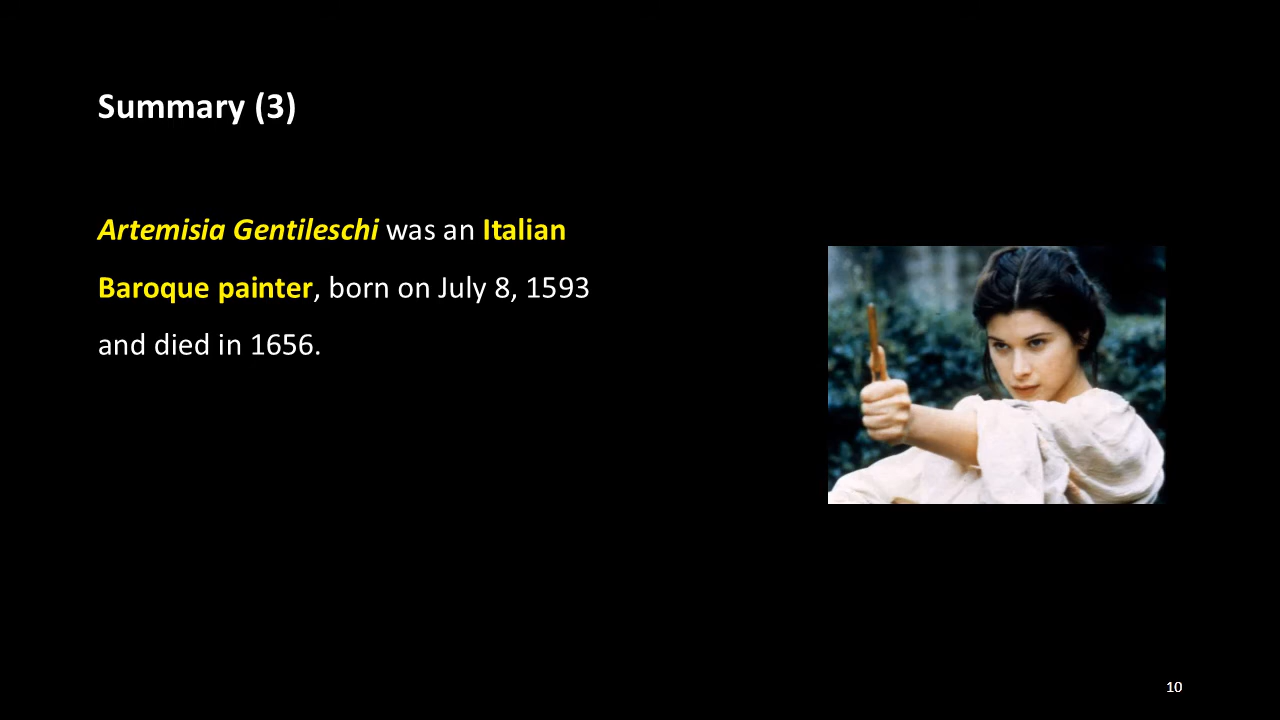 Summary (3)
Artemisia Gentileschi was an Italian
Baroque painter, born on July 8, 1593
and died in 1656.
10